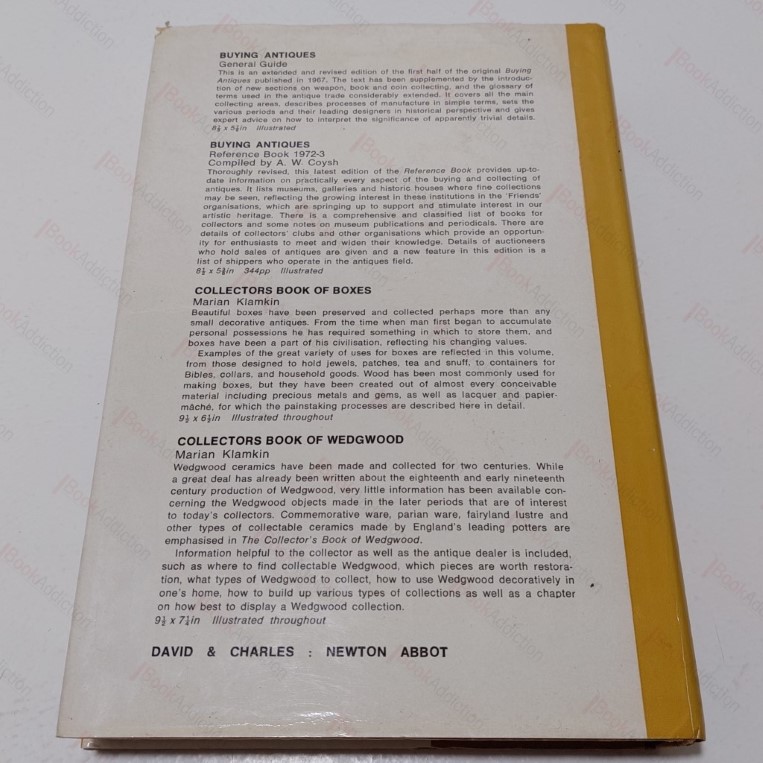 BUYING ANTIQUES
General Guide
This is an extended and revised edition of the first half of the original Buying
Antiques published in 1967. The text has been supplemented by the introduc-
tion of new sections on weapon, book and coin collecting, and the glossary of
terms used in the antique trade considerably extended. It covers all the main
collecting areas, describes processes of manufacture in simple terms, sets the
various periods and their leading designers in historical perspective and gives
expert advice on how to interpret the significance of apparently trivial details.
8½ x 5½in Illustrated
BUYING ANTIQUES
Reference Book 1972-3
Compiled by A. W. Coysh
Thoroughly revised, this latest edition of the Reference Book provides up-to-
date information on practically every aspect of the buying and collecting of
antiques. It lists museums, galleries and historic houses where fine collections
may be seen, reflecting the growing interest in these institutions in the 'Friends'
organisations, which are springing up to support and stimulate interest in our
artistic heritage. There is a comprehensive and classified list of books for
collectors and some notes on museum publications and periodicals. There are
details of collectors' clubs and other organisations which provide an opportun-
ity for enthusiasts to meet and widen their knowledge. Details of auctioneers
who hold sales of antiques are given and a new feature in this edition is a
list of shippers who operate in the antiques field.
344pp Illustrated
COLLECTORS BOOK OF BOXES
Marian Klamkin
Beautiful boxes have been preserved and collected perhaps more than any
small decorative antiques. From the time when man first began to accumulate
personal possessions he has required something in which to store them, and
boxes have been a part of his civilisation, reflecting his changing values.
Examples of the great variety of uses for boxes are reflected in this volume,
from those designed to hold jewels, patches, tea and snuff, to containers for
Bibles, collars, and household goods. Wood has been most commonly used for
making boxes, but they have been created out of almost every conceivable
material including precious metals and gems, as well as lacquer and papier-
mâché, for which the painstaking processes are described here in detail.
Illustrated throughout
COLLECTORS BOOK OF WEDGWOOD
Marian Klamkin
Wedgwood ceramics have been made and collected for two centuries. While
a great deal has already been written about the eighteenth and early nineteenth
century production of Wedgwood, very little information has been available con-
cerning the Wedgwood objects made in the later periods that are of interest
to today's collectors. Commemorative ware, parian ware, fairyland lustre and
other types of collectable ceramics made by England's leading potters are
emphasised in The Collector's Book of Wedgwood.
Information helpful to the collector as well as the antique dealer is included,
such as where to find collectable Wedgwood, which pieces are worth restora-
tion, what types of Wedgwood to collect, how to use Wedgwood decoratively in
one's home, how to build up various types of collections as well as a chapter
on how best to display a Wedgwood collection.
9½ x 7¼in Illustrated throughout
DAVID & CHARLES : NEWTON ABBOT
BookAddiction